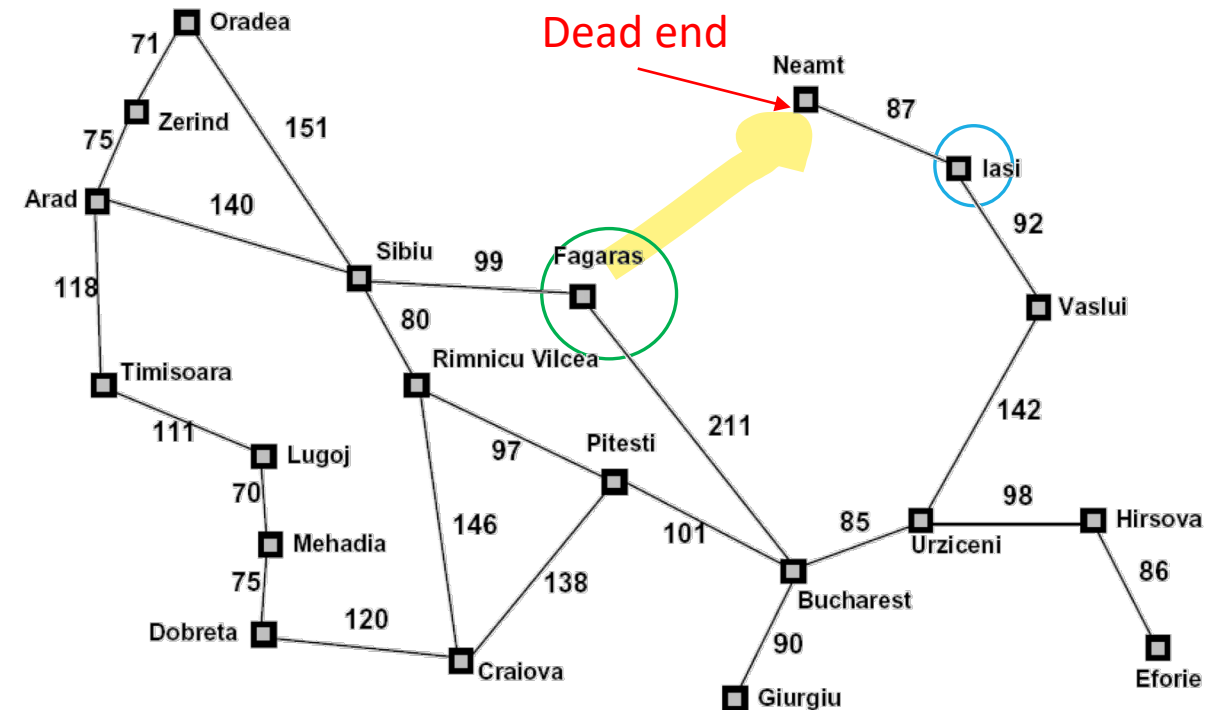 Oradea
Dead end
71
Neamt
87
Zerind
151
75
Iasi
Arad
140
92
Sibiu
99
Fagaras
118
Vaslui
80
Rimnicu Vilcea
Timisoara
142
211
111
97
Pitesti
Lugoj
70
98
Hirsova
146
101
85
Urziceni
Mehadia
86
75
138
Bucharest
120
Dobreta
90
Craiova
Eforie
Giurgiu